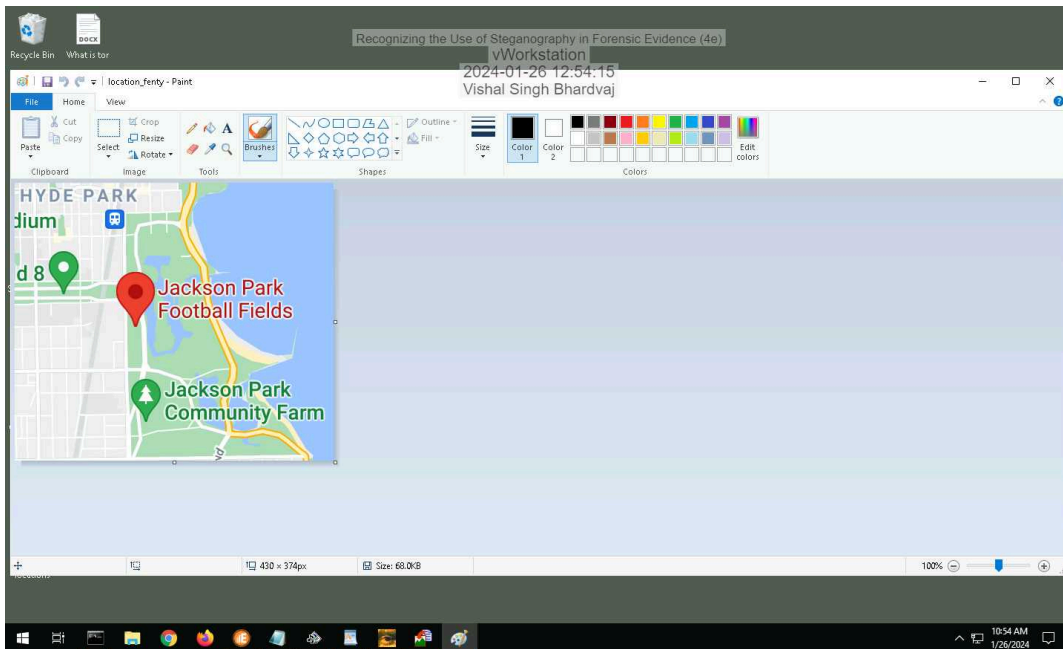 Recycle Bin
What is tor
DOCX
Recognizing the Use of Steganography in Forensic Evidence (4e)
vWorkstation
2024-01-26 12:54:15
Vishal Singh Bhardvaj
location_fenty - Paint
File
Home
View
Paste
Cut
Copy
Clipboard
Select
Crop
Resize
Rotate
Image
A
Tools
Brushes
Outline
Fill
Shapes
Size
Color
1
Color
2
Edit
colors
Colors
HYDE PARK
dium
d 8
Jackson Park
Football Fields
Jackson Park
Community Farm
430 × 374px
Size: 68.0KB
100%
10:54 AM
1/26/2024